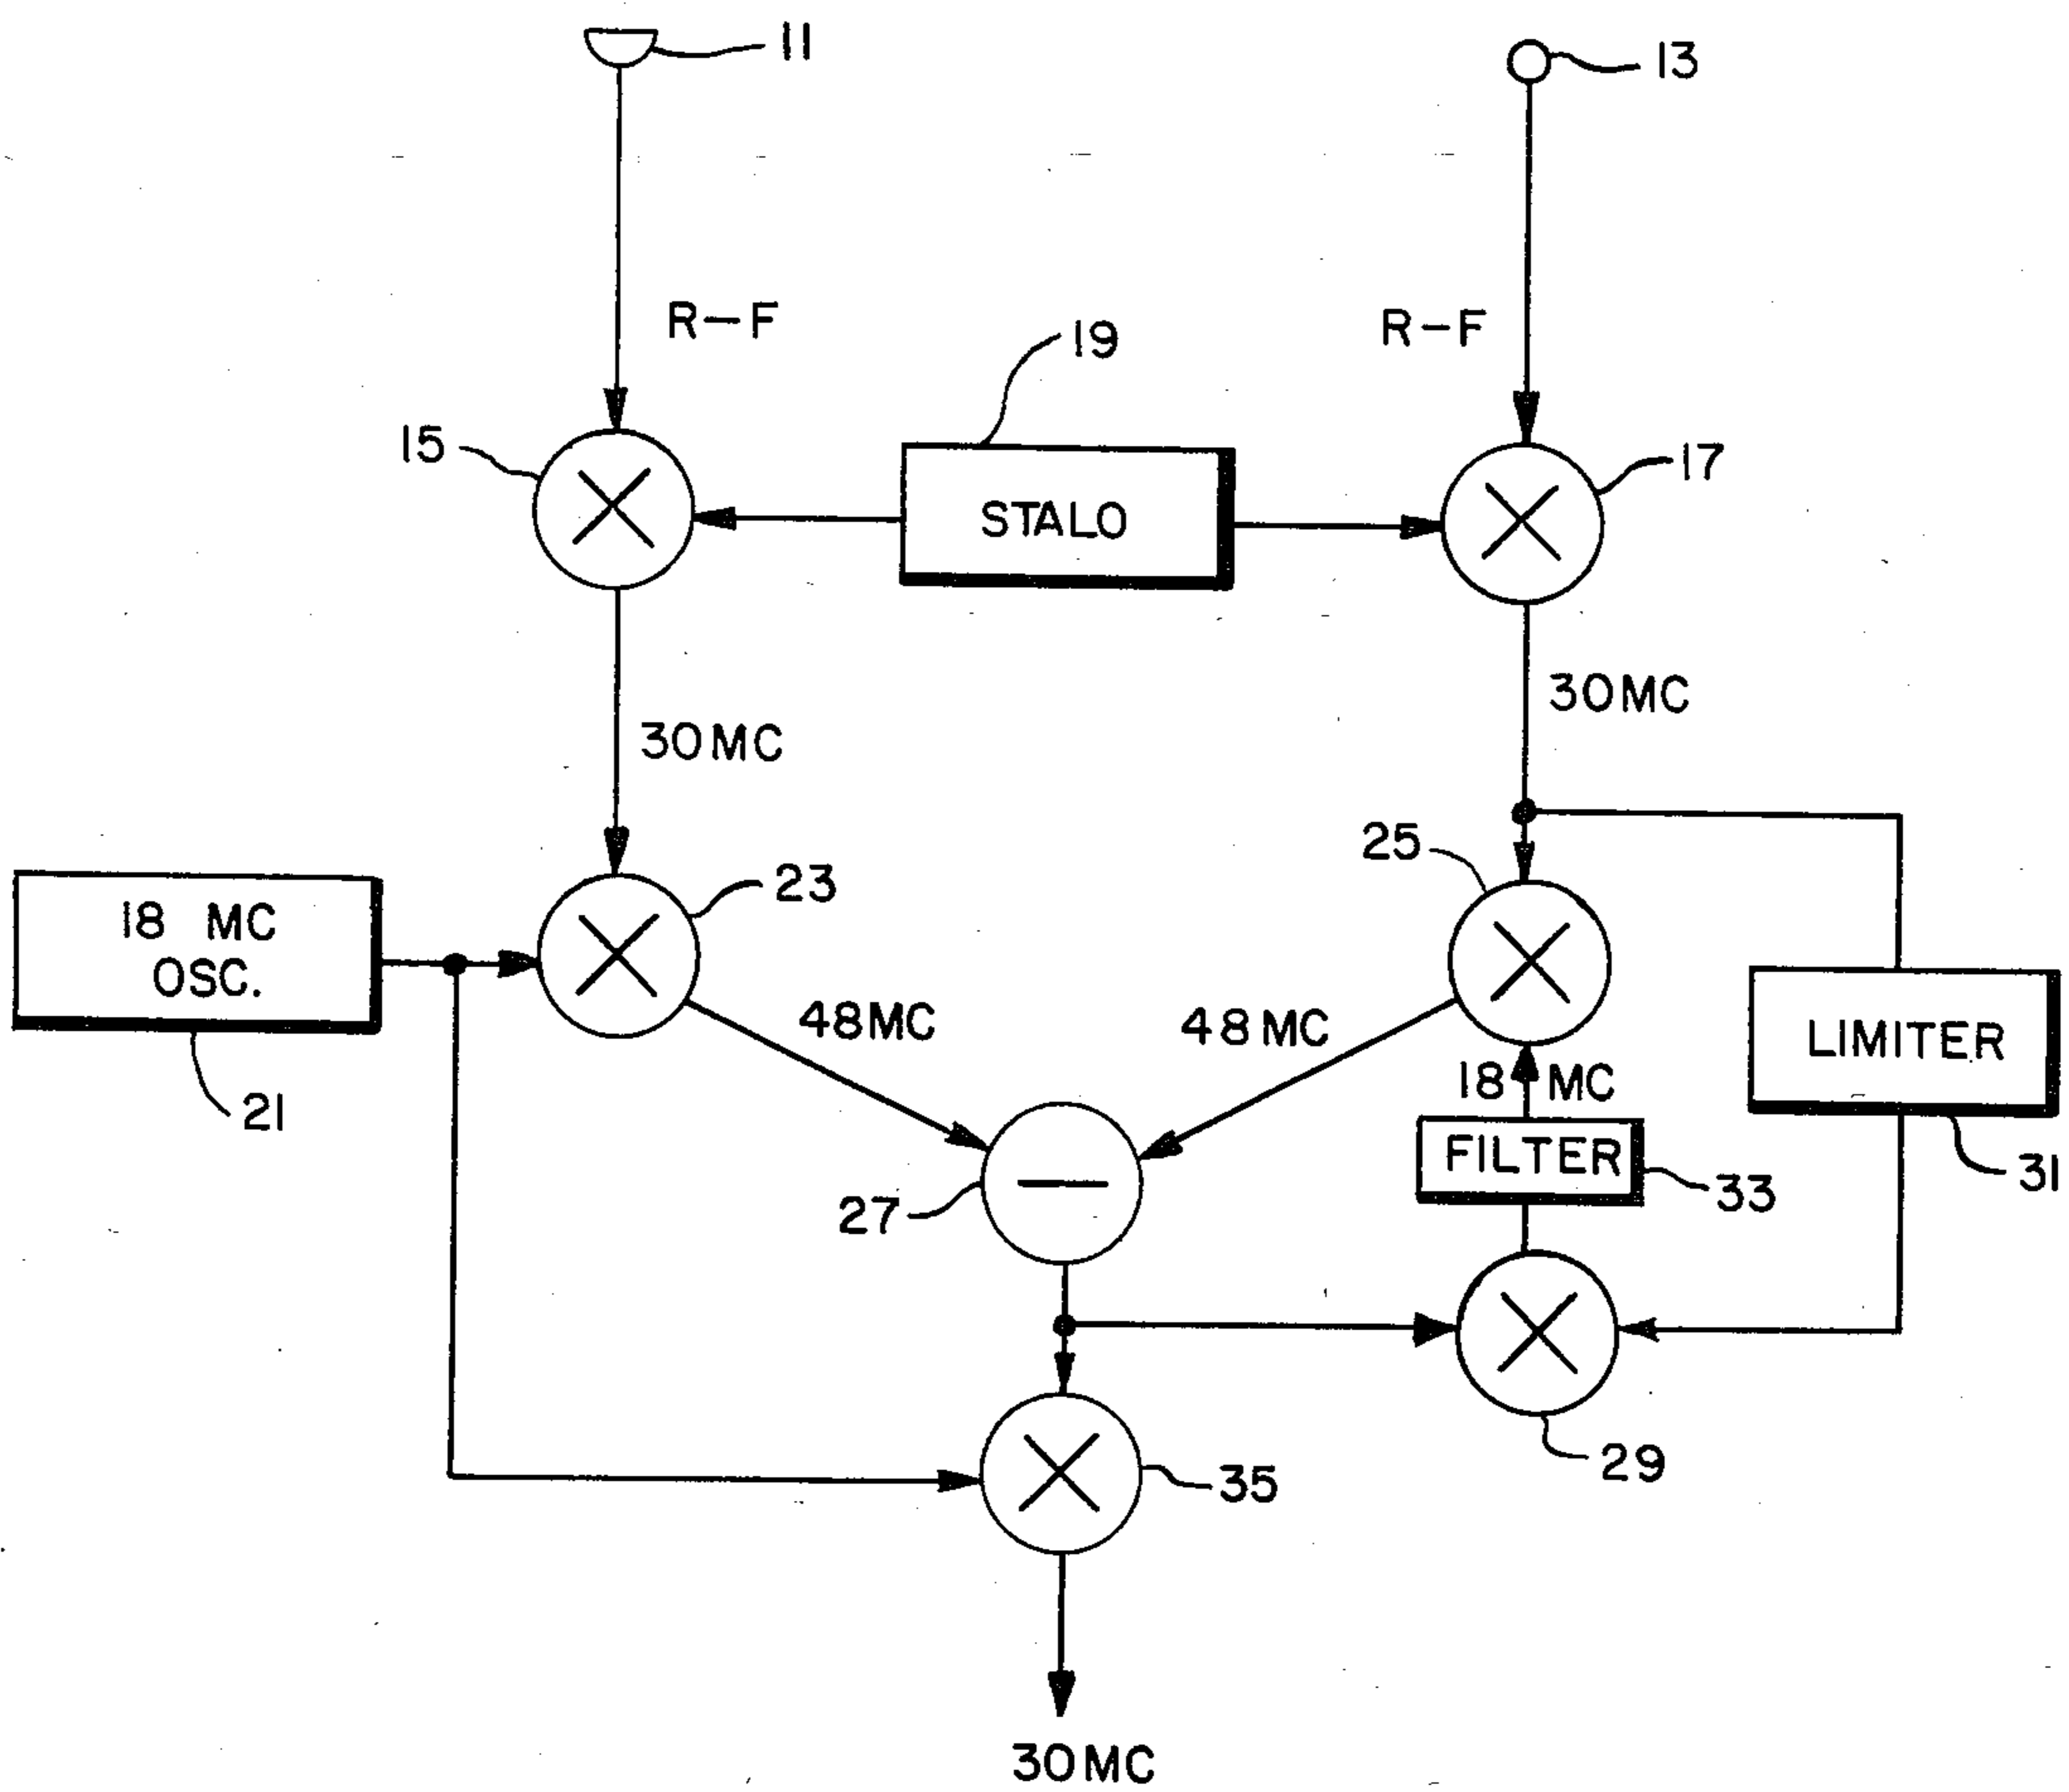 11
13
R-F
R-F
19
15
17
STALO
30MC
30MC
25
23
18 MC
OSC.
48MC
48MC
LIMITER
18 MC
21
FILTER
33
31
27
29
35
30MC